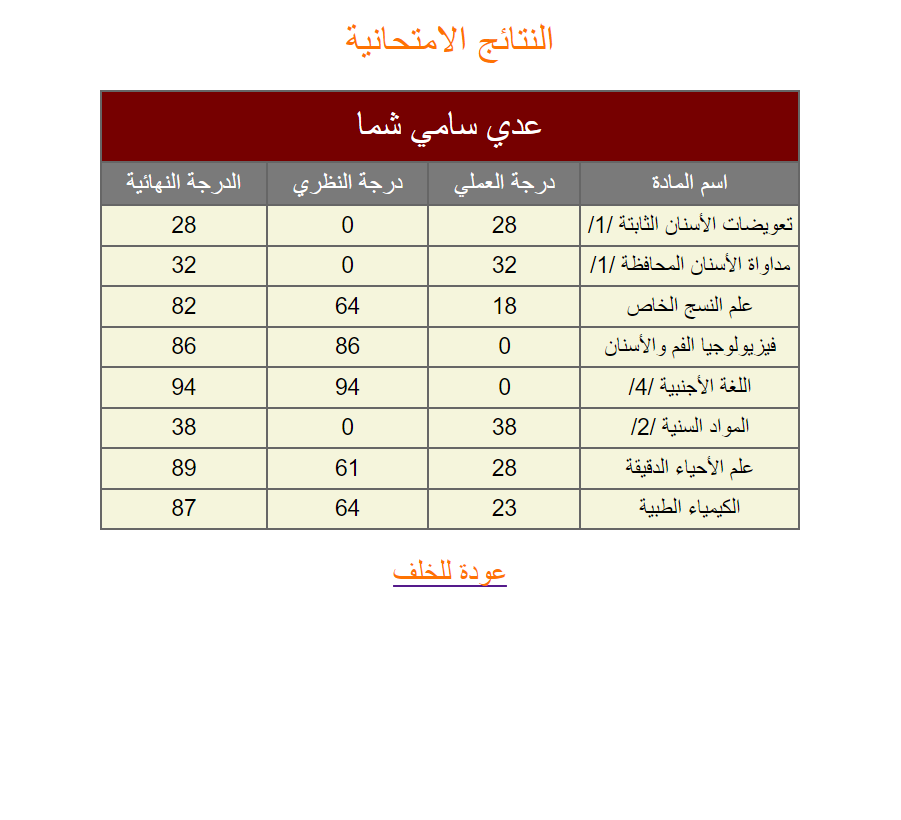 النتائج الامتحانية
عدي سامي شما
اسم المادة درجة العملي درجة النظري الدرجة النهائية
تعويضات الأسنان الثابتة /1/ 28 0 28
مداواة الأسنان المحافظة /1/ 32 0 32
علم النسج الخاص 18 64 82
فيزيولوجيا الفم والأسنان 0 86 86
اللغة الأجنبية /4/ 0 94 94
المواد السنية /2/ 38 0 38
علم الأحياء الدقيقة 28 61 89
الكيمياء الطبية 23 64 87
عودة للخلف